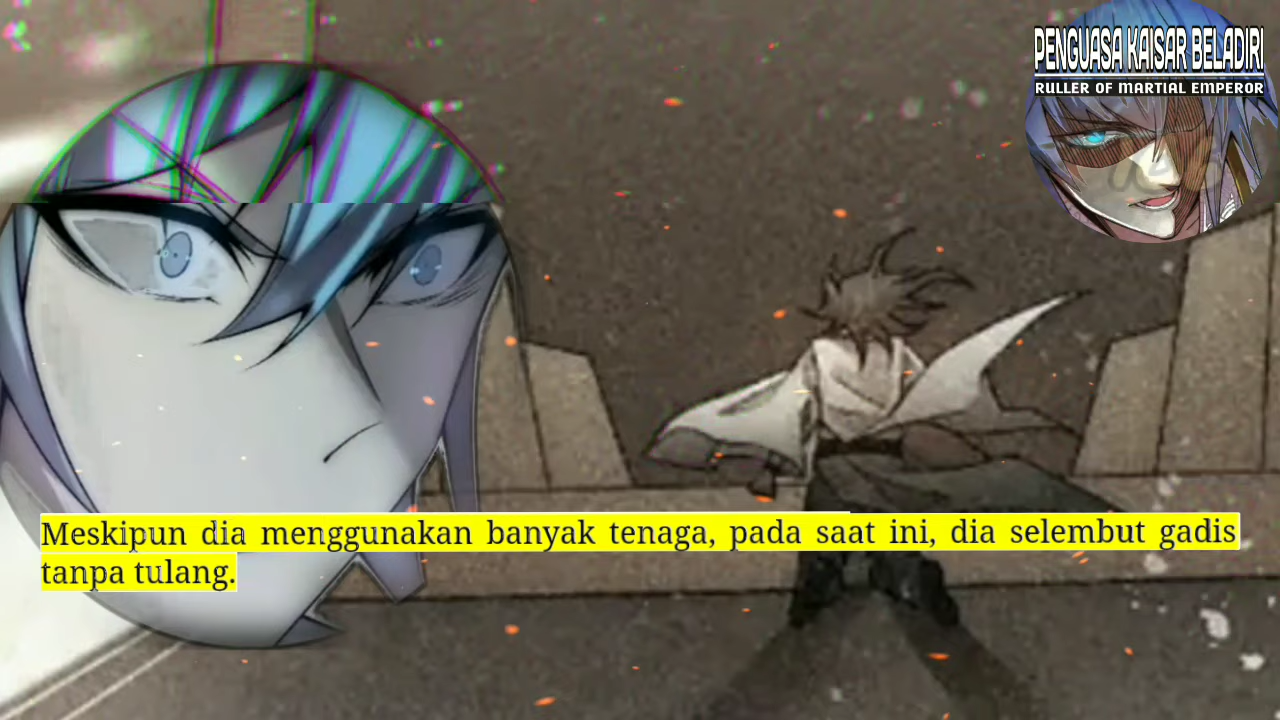 PENGUASA KAISAR BELADIRI
RULLER OF MARTIAL EMPEROR
Meskipun dia menggunakan banyak tenaga, pada saat ini, dia selembut gadis
tanpa tulang.